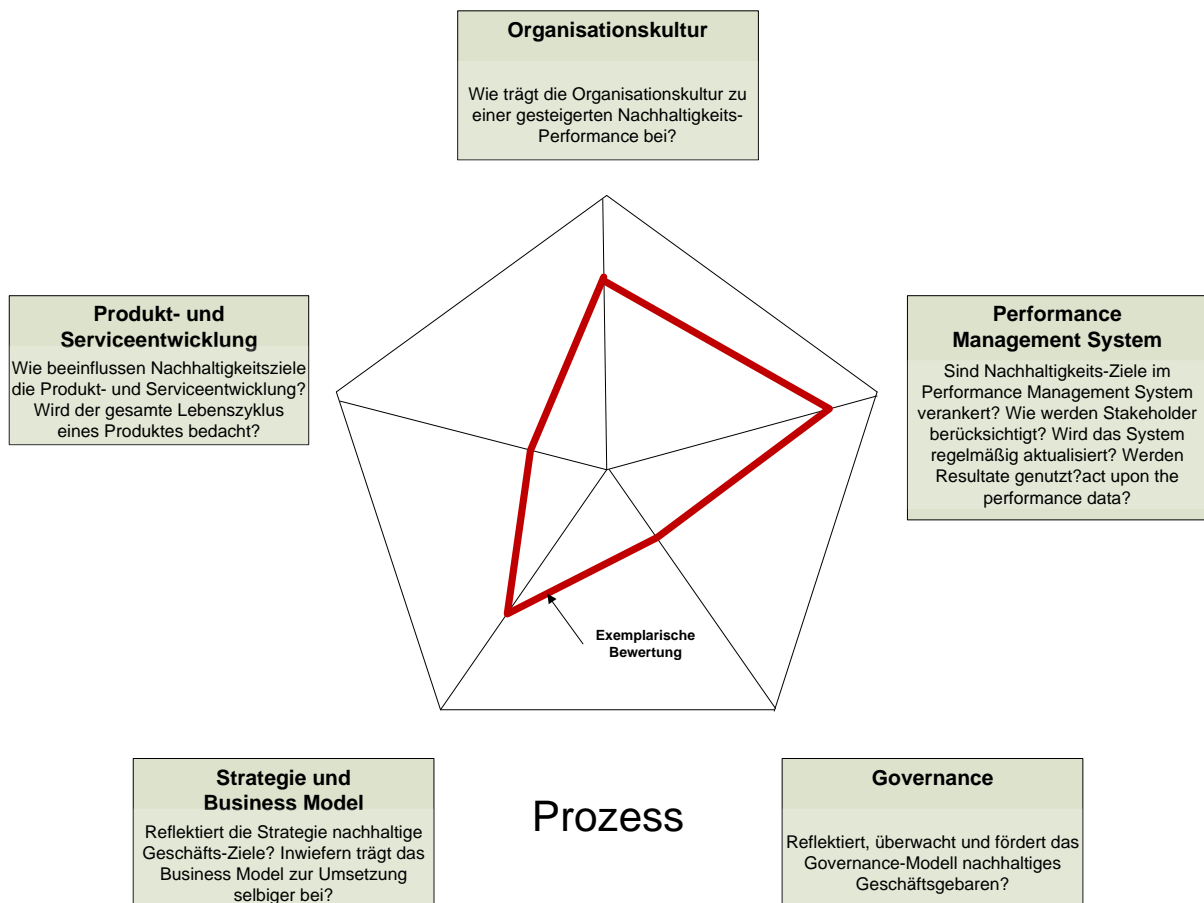 Organisationskultur
Wie trägt die Organisationskultur zu
einer gesteigerten Nachhaltigkeits-
Performance bei?
Produkt- und
Serviceentwicklung
Wie beeinflussen Nachhaltigkeitsziele
die Produkt- und Serviceentwicklung?
Wird der gesamte Lebenszyklus
eines Produktes bedacht?
Performance
Management System
Sind Nachhaltigkeits-Ziele im
Performance Management System
verankert? Wie werden Stakeholder
berücksichtigt? Wird das System
regelmäßig aktualisiert? Werden
Resultate genutzt?act upon the
performance data?
Exemplarische
Bewertung
Strategie und
Business Model
Reflektiert die Strategie nachhaltige
Geschäfts-Ziele? Inwiefern trägt das
Business Model zur Umsetzung
selbiger bei?
Prozess
Governance
Reflektiert, überwacht und fördert das
Governance-Modell nachhaltiges
Geschäftsgebaren?